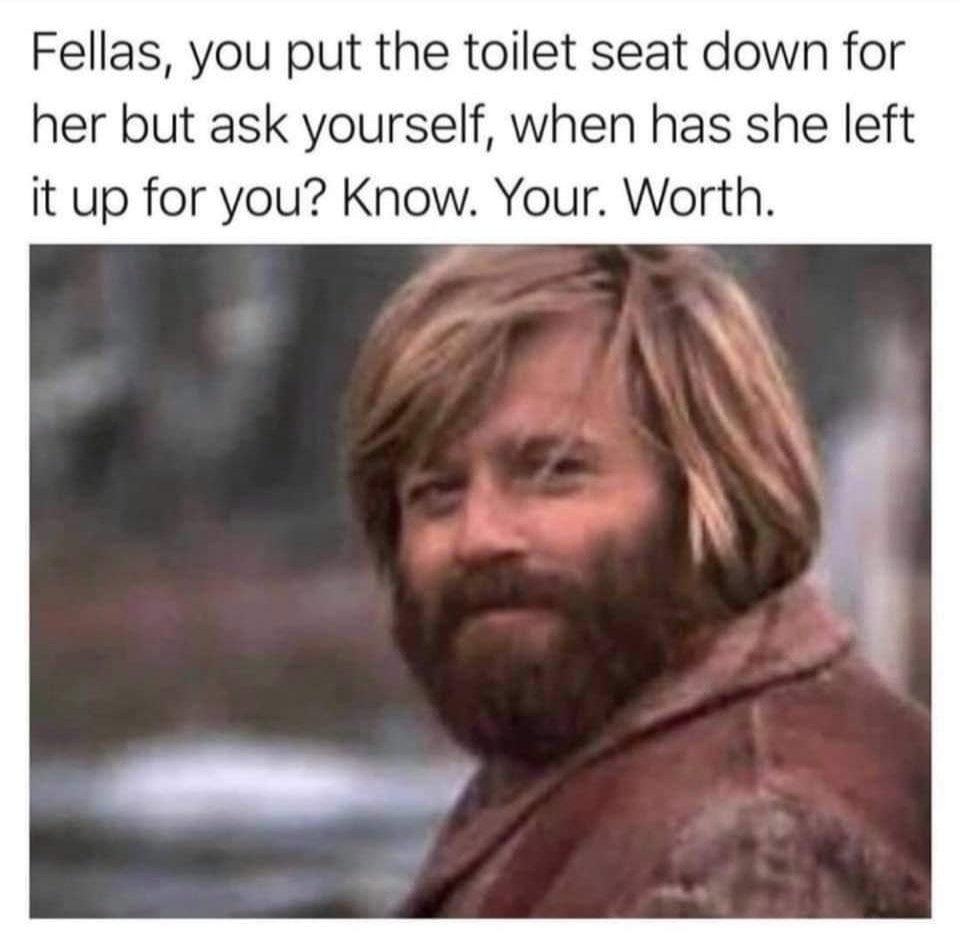 Fellas, you put the toilet seat down for
her but ask yourself, when has she left
it up for you? Know. Your. Worth.